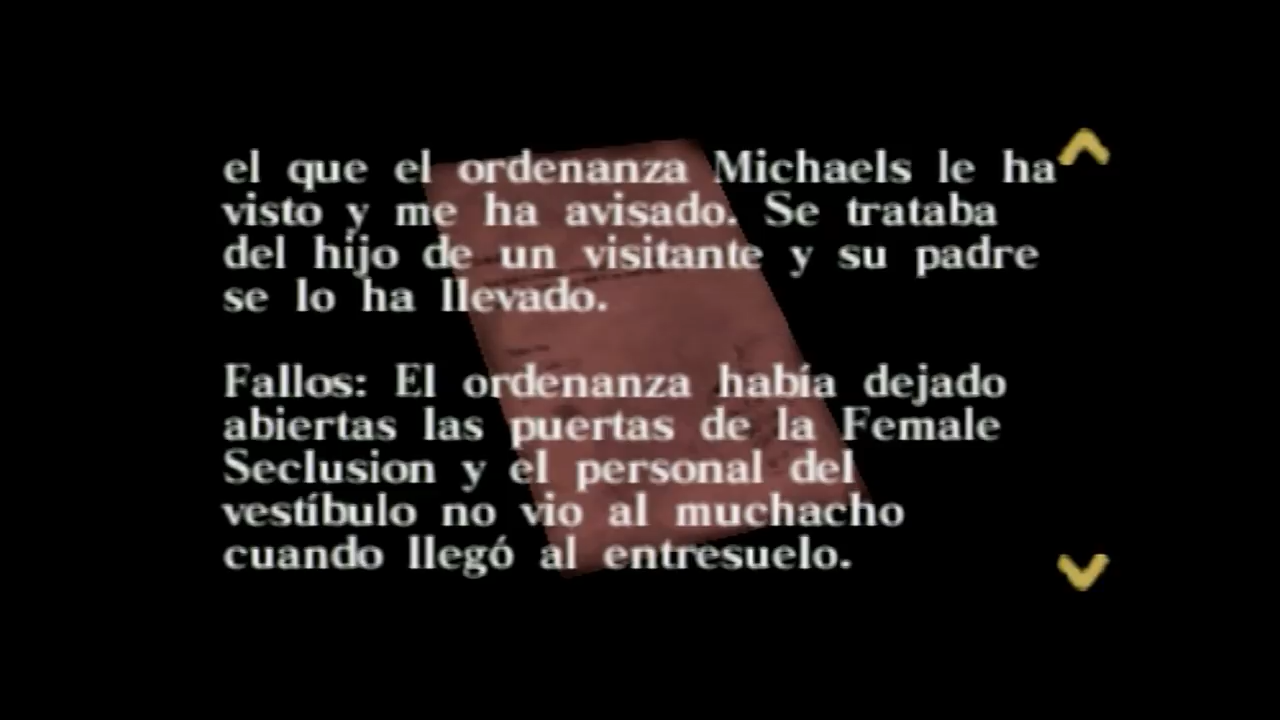 el que el ordenanza Michaels le ha
visto y me ha avisado. Se trataba
del hijo de un visitante y su padre
se lo ha llevado.
Fallos: El ordenanza había dejado
abiertas las puertas de la Female
Seclusion y el personal del
vestíbulo no vio al muchacho
cuando llegó al entresuelo.